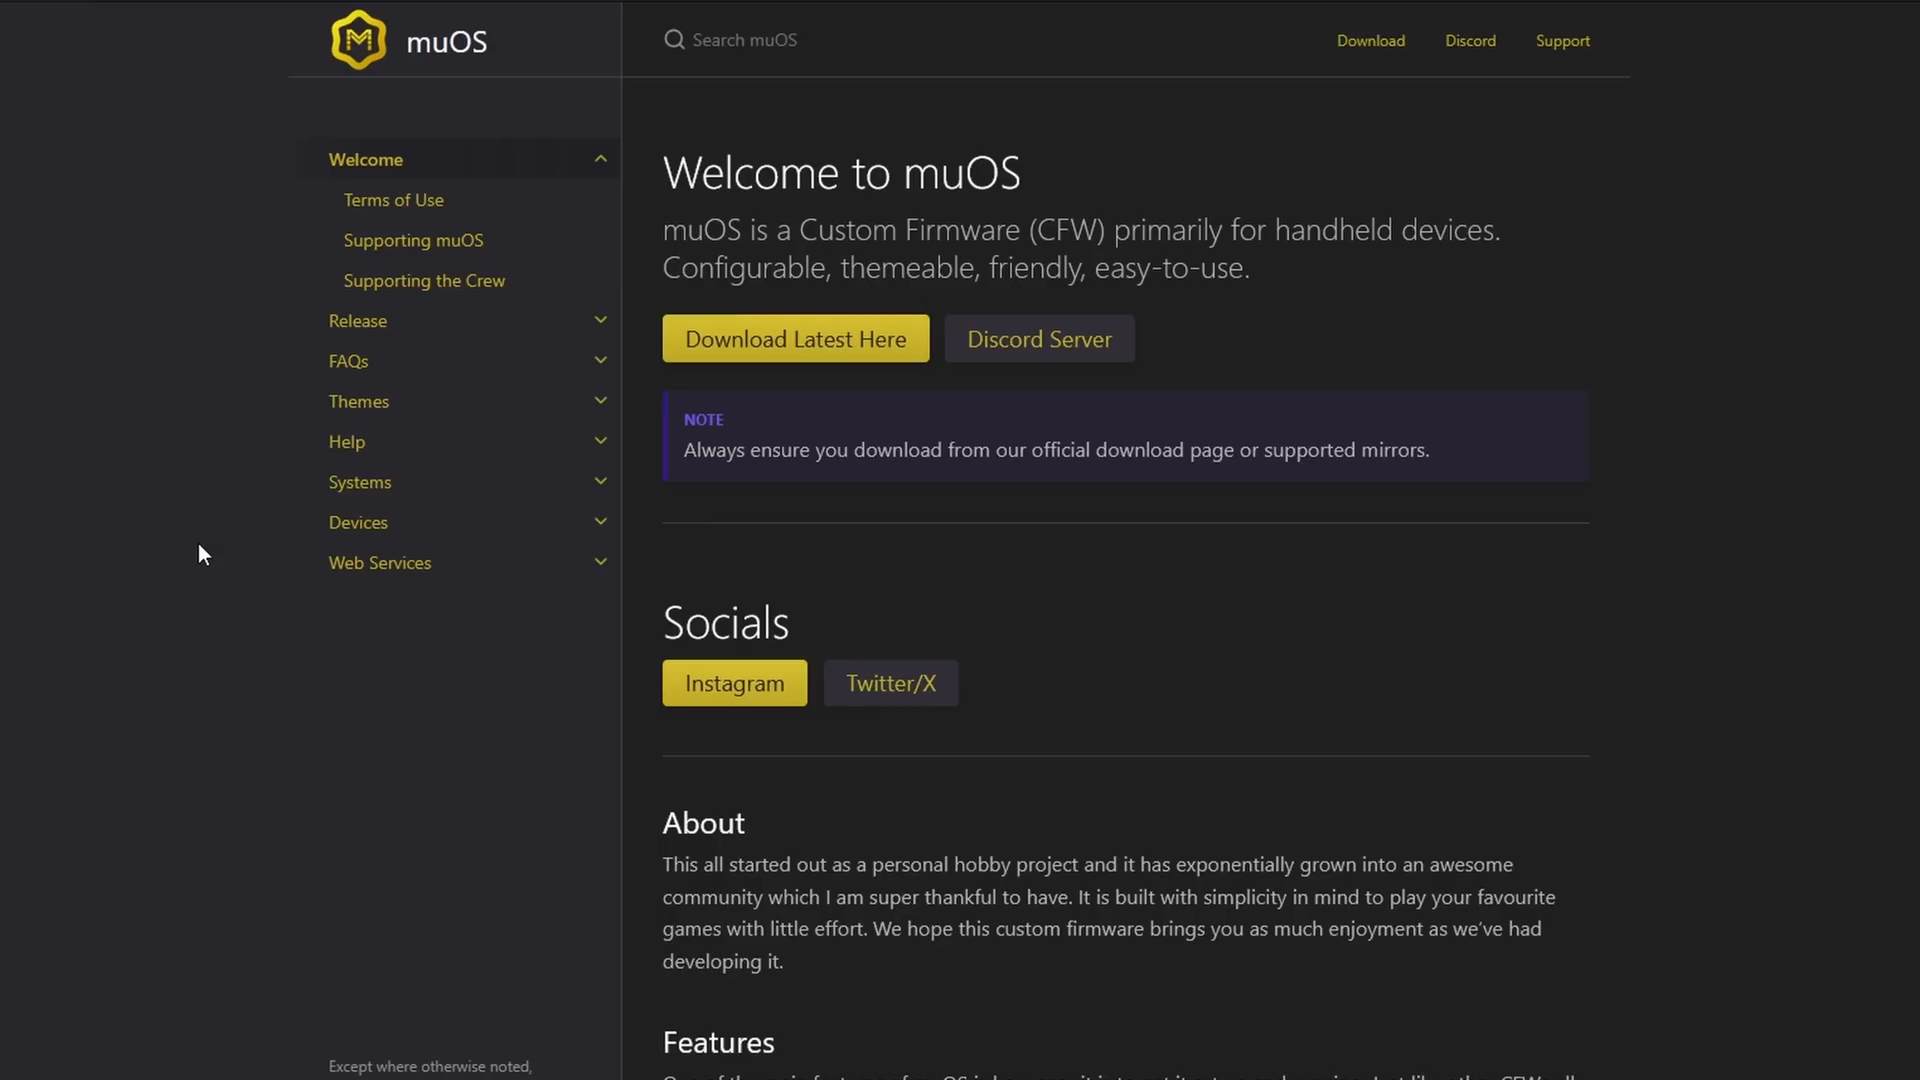 muOS
Search muOS
Download
Discord
Support
Welcome
Terms of Use
Supporting muOS
Supporting the Crew
Release
FAQs
Themes
Help
Systems
Devices
Web Services
Except where otherwise noted,
Welcome to muOS
muOS is a Custom Firmware (CFW) primarily for handheld devices.
Configurable, themeable, friendly, easy-to-use.
Download Latest Here
Discord Server
NOTE
Always ensure you download from our official download page or supported mirrors.
Socials
Instagram
Twitter/X
About
This all started out as a personal hobby project and it has exponentially grown into an awesome
community which I am super thankful to have. It is built with simplicity in mind to play your favourite
games with little effort. We hope this custom firmware brings you as much enjoyment as we’ve had
developing it.
Features